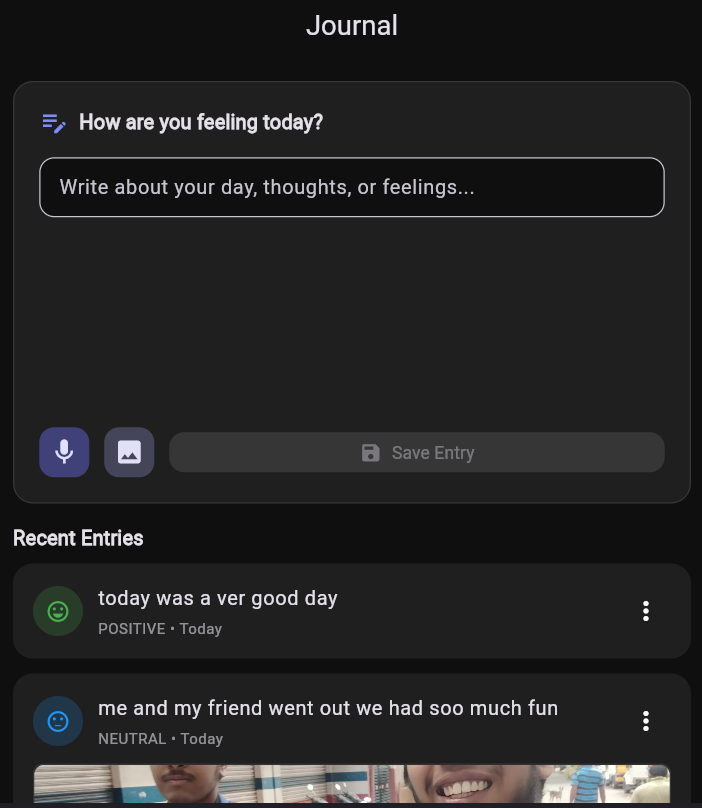 Journal
How are you feeling today?
Write about your day, thoughts, or feelings...
Save Entry
Recent Entries
today was a ver good day
POSITIVE • Today
me and my friend went out we had soo much fun
NEUTRAL • Today